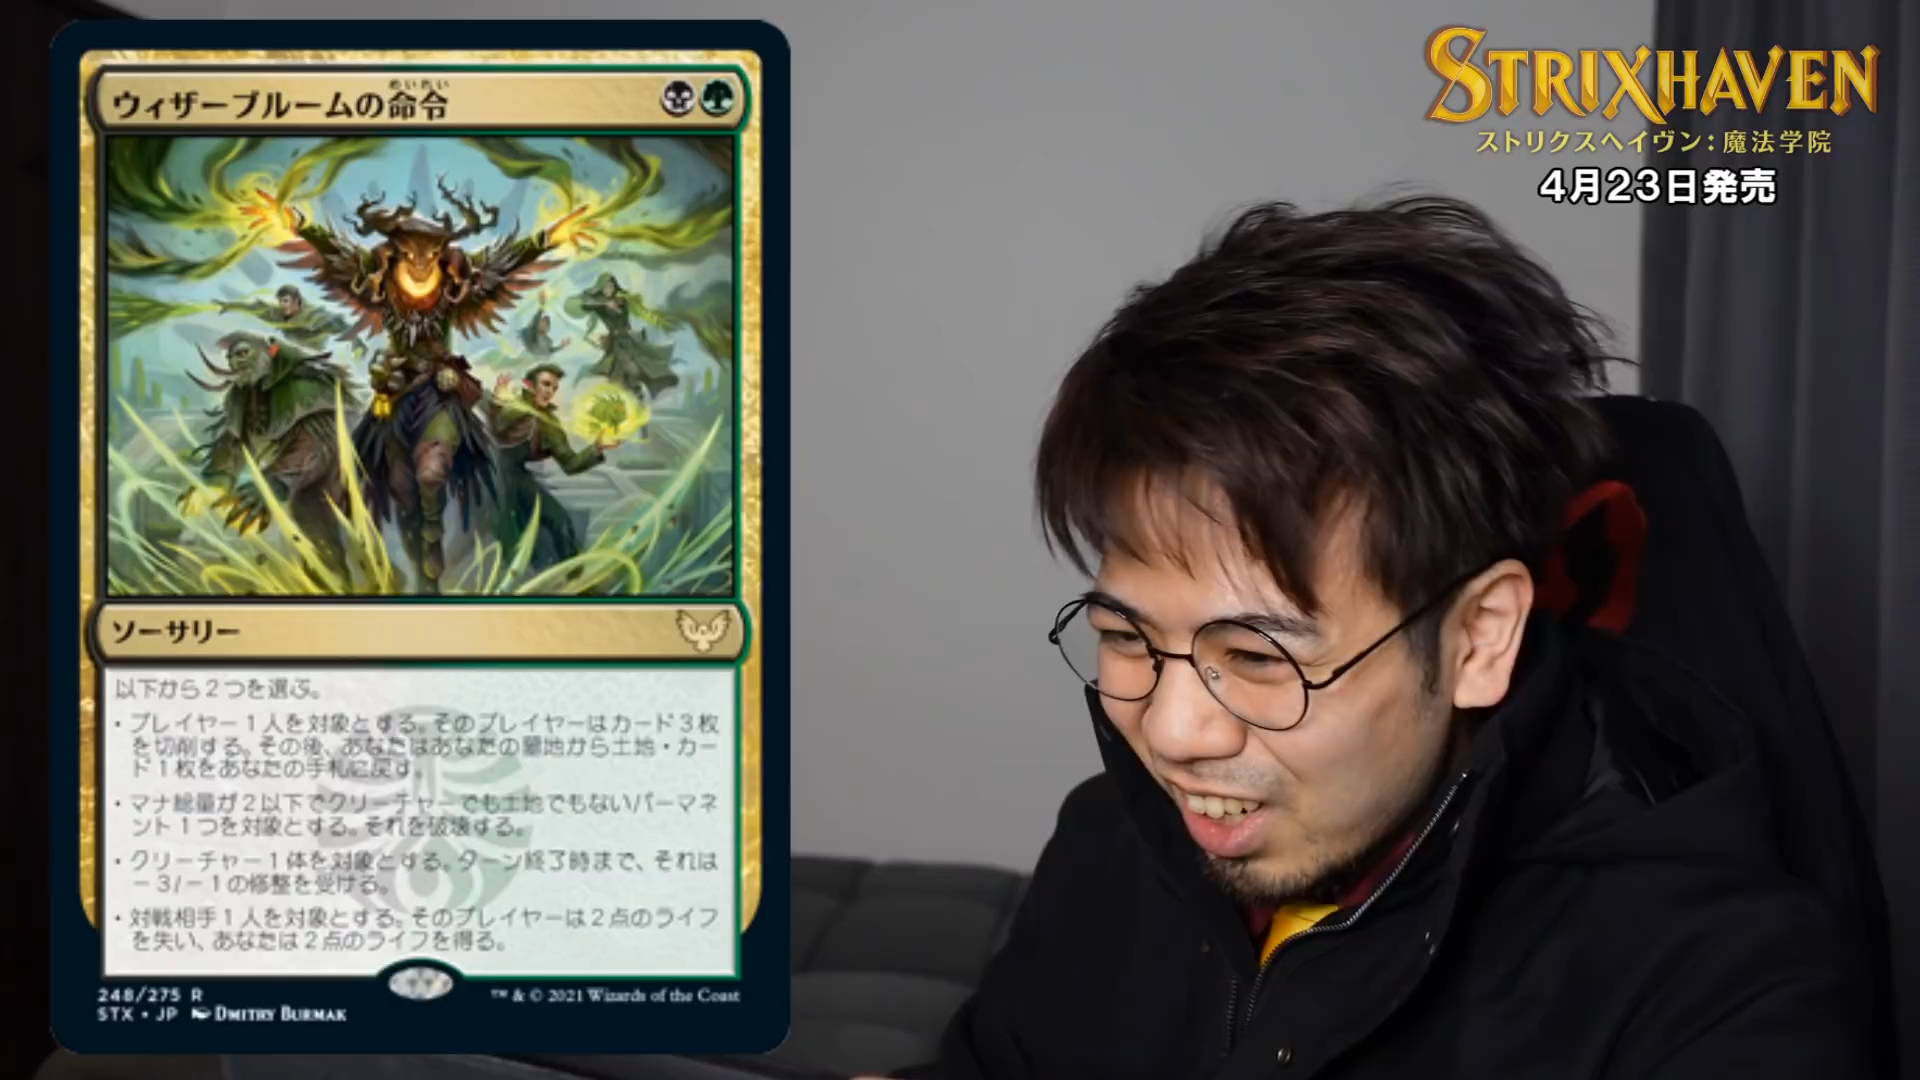 ウィザーブルームの命令
めいれい
ソーサリー
以下から2つを選ぶ。
・プレイヤー1人を対象とする。そのプレイヤーはカード3枚
を切削する。その後、あなたはあなたの墓地から土地・カー
ド1枚をあなたの手札に戻す。
・マナ総量が2以下でクリーチャーでも土地でもないパーマネ
ント1つを対象とする。それを破壊する。
・クリーチャー1体を対象とする。ターン終了時まで、それは
-3/-1の修整を受ける。
・対戦相手1人を対象とする。そのプレイヤーは2点のライフ
を失い、あなたは2点のライフを得る。
248/275 R
STX・JP DMITRY BURMAK
™ & © 2021 Wizards of the Coast
STRIXHAVEN
ストリクスヘイヴン:魔法学院
4月23日発売